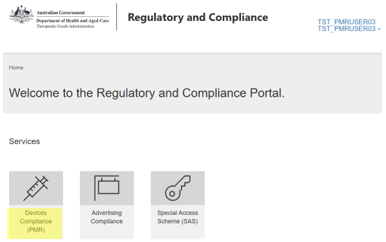 Australian Government
Department of Health and Aged Care
Therapeutic Goods Administration
Regulatory and Compliance
TST_PMRUSER03
TST_PMRUSER03
Home
Welcome to the Regulatory and Compliance Portal.
Services
Devices
Compliance
(PMR)
Advertising
Compliance
Special Access
Scheme (SAS)